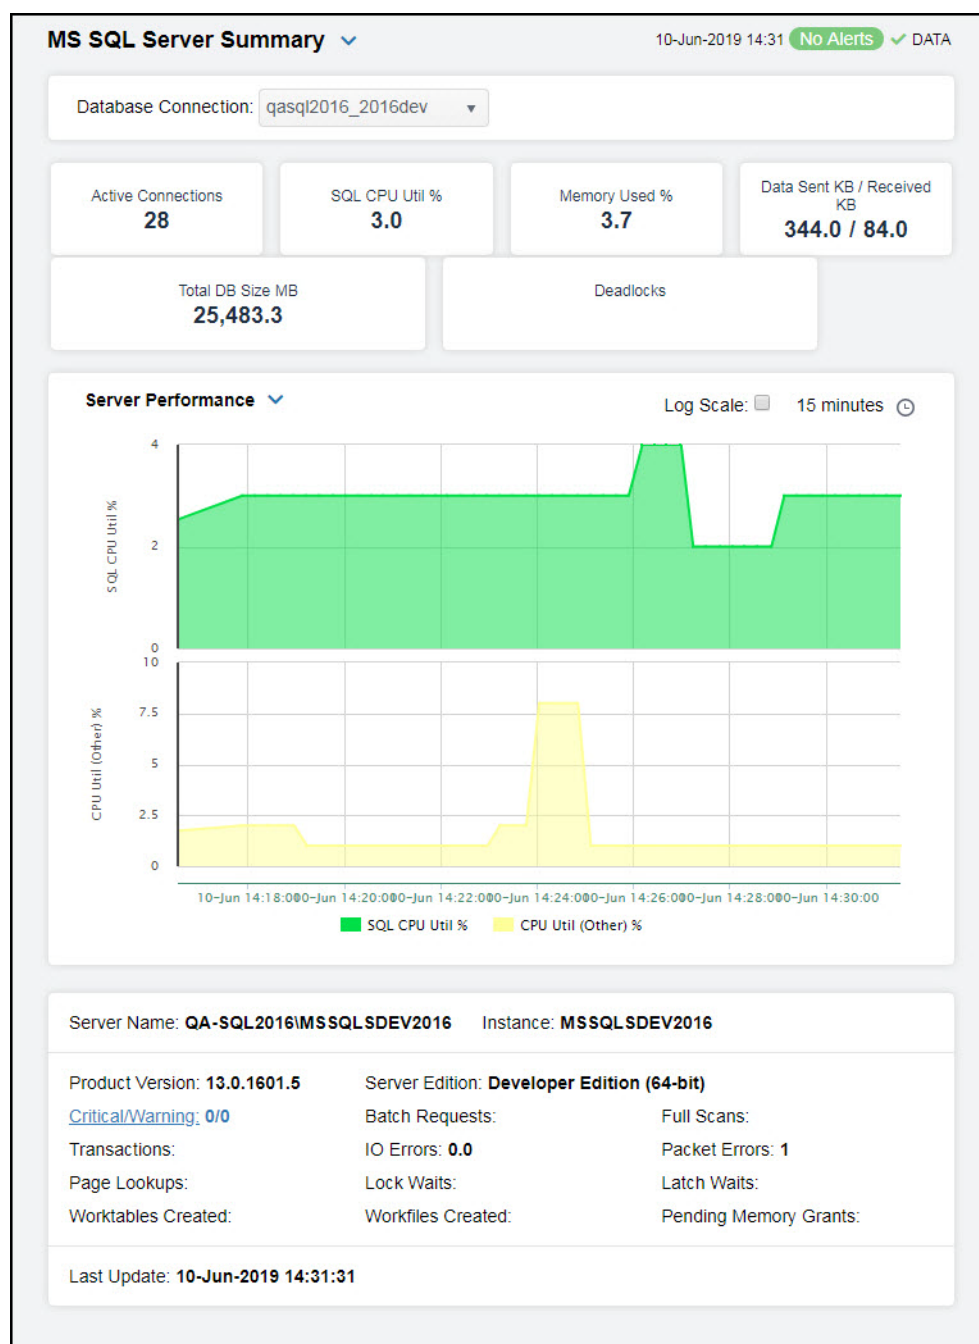 MS SQL Server Summary
10-Jun-2019 14:31 No Alerts DATA
Database Connection: qasql2016_2016dev
Active Connections
28
SQL CPU Util %
3.0
Memory Used %
3.7
Data Sent KB / Received
KB
344.0 / 84.0
Total DB Size MB
25,483.3
Deadlocks
Server Performance
Log Scale: 15 minutes
4
2
0
SQL CPU Util %
10
7.5
5
2.5
0
CPU Util (Other) %
10-Jun 14:18:00 10-Jun 14:20:00 10-Jun 14:22:00 10-Jun 14:24:00 10-Jun 14:26:00 10-Jun 14:28:00 10-Jun 14:30:00
SQL CPU Util % CPU Util (Other) %
Server Name: QA-SQL2016\MSSQLSDEV2016 Instance: MSSQLSDEV2016
Product Version: 13.0.1601.5 Server Edition: Developer Edition (64-bit)
Critical/Warning: 0/0 Batch Requests: Full Scans:
Transactions: IO Errors: 0.0 Packet Errors: 1
Page Lookups: Lock Waits: Latch Waits:
Worktables Created: Workfiles Created: Pending Memory Grants:
Last Update: 10-Jun-2019 14:31:31